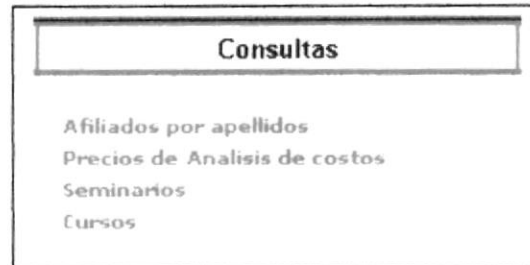 Consultas
Afiliados por apellidos
Precios de Analisis de costos
Seminarios
Cursos